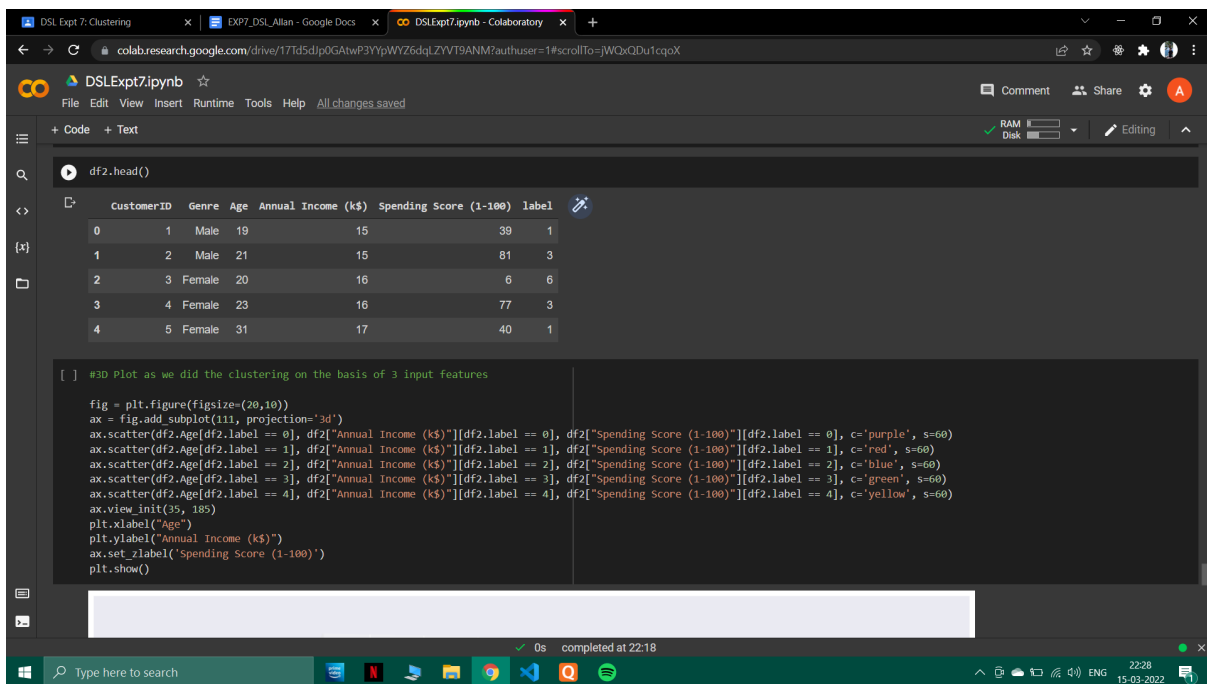 DSL Expt 7: Clustering
EXP7_DSL_Allan - Google Docs
DSLExpt7.ipynb - Colaboratory
colab.research.google.com/drive/17Td5dJp0GAtwP3YYpWYZ6dqLZYVT9ANM?authuser=1#scrollTo=jWQxQDu1cqoX
DSLExpt7.ipynb
File Edit View Insert Runtime Tools Help All changes saved
Comment Share A
+ Code + Text
RAM
Disk
Editing
df2.head()
CustomerID Genre Age Annual Income (k$) Spending Score (1-100) label
0 1 Male 19 15 39 1
1 2 Male 21 15 81 3
2 3 Female 20 16 6 6
3 4 Female 23 16 77 3
4 5 Female 31 17 40 1
[ ] #3D Plot as we did the clustering on the basis of 3 input features
fig = plt.figure(figsize=(20,10))
ax = fig.add_subplot(111, projection='3d')
ax.scatter(df2.Age[df2.label == 0], df2["Annual Income (k$)"][df2.label == 0], df2["Spending Score (1-100)"][df2.label == 0], c='purple', s=60)
ax.scatter(df2.Age[df2.label == 1], df2["Annual Income (k$)"][df2.label == 1], df2["Spending Score (1-100)"][df2.label == 1], c='red', s=60)
ax.scatter(df2.Age[df2.label == 2], df2["Annual Income (k$)"][df2.label == 2], df2["Spending Score (1-100)"][df2.label == 2], c='blue', s=60)
ax.scatter(df2.Age[df2.label == 3], df2["Annual Income (k$)"][df2.label == 3], df2["Spending Score (1-100)"][df2.label == 3], c='green', s=60)
ax.scatter(df2.Age[df2.label == 4], df2["Annual Income (k$)"][df2.label == 4], df2["Spending Score (1-100)"][df2.label == 4], c='yellow', s=60)
ax.view_init(35, 185)
plt.xlabel("Age")
plt.ylabel("Annual Income (k$)")
ax.set_zlabel('Spending Score (1-100)')
plt.show()
0s completed at 22:18
Type here to search
ENG
22:28
15-03-2022